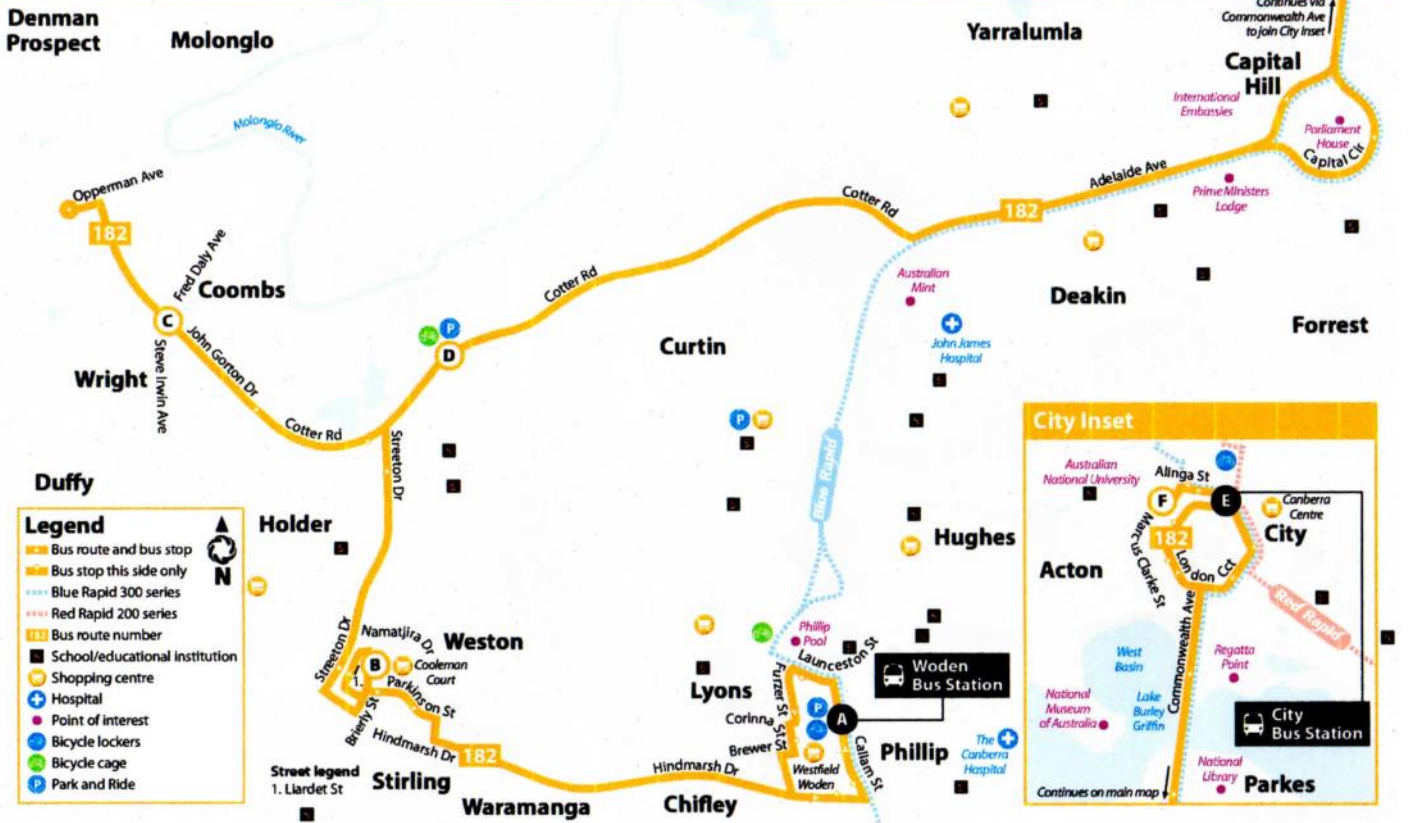 Denman
Prospect
Molonglo
Yarralumla
Continues via
Commonwealth Ave
to join City Inset
Capital
Hill
International
Embassies
Parliament
House
Capital Cir
Molonglo River
Opperman Ave
182
Fred Daly Ave
Coombs
C
John Gorton Dr
Steve Irwin Ave
Wright
Cotter Rd
P
D
Cotter Rd
Cotter Rd
182
Adelaide Ave
Prime Ministers
Lodge
Australian
Mint
Deakin
Forrest
John James
Hospital
Curtin
P
Blue Rapid
Streeton Dr
Duffy
Holder
Hughes
Legend
N
Bus route and bus stop
Bus stop this side only
Blue Rapid 300 series
Red Rapid 200 series
182 Bus route number
School/educational institution
Shopping centre
Hospital
Point of interest
Bicycle lockers
Bicycle cage
P Park and Ride
Streeton Dr
Namatjira Dr
Weston
B
1.
Cooleman
Court
Parkinson St
Brierly St
Hindmarsh Dr
182
Street legend
1. Liardet St
Stirling
Waramanga
Hindmarsh Dr
Chifley
Phillip
Pool
Launceston St
Lyons
Furzer St
Corinna St
Brewer St
P
A
Westfield
Woden
Callam St
Woden
Bus Station
Phillip
The
Canberra
Hospital
City Inset
Australian
National University
Alinga St
F
E
Canberra
Centre
City
182
Marcus Clarke St
London Cct
Acton
Red Rapid
Commonwealth Ave
West
Basin
Regatta
Point
National
Museum
of Australia
Lake
Burley
Griffin
City
Bus Station
National
Library
Parkes
Continues on main map